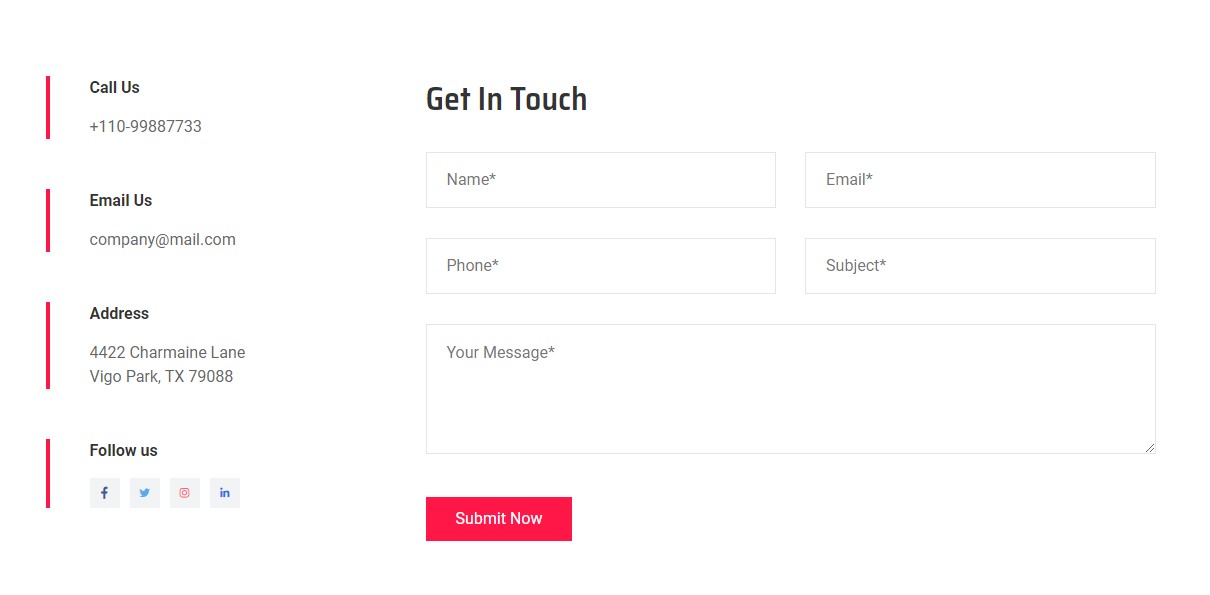 Call Us
+110-99887733
Email Us
company@mail.com
Address
4422 Charmaine Lane
Vigo Park, TX 79088
Follow us
Get In Touch
Name*
Email*
Phone*
Subject*
Your Message*
Submit Now